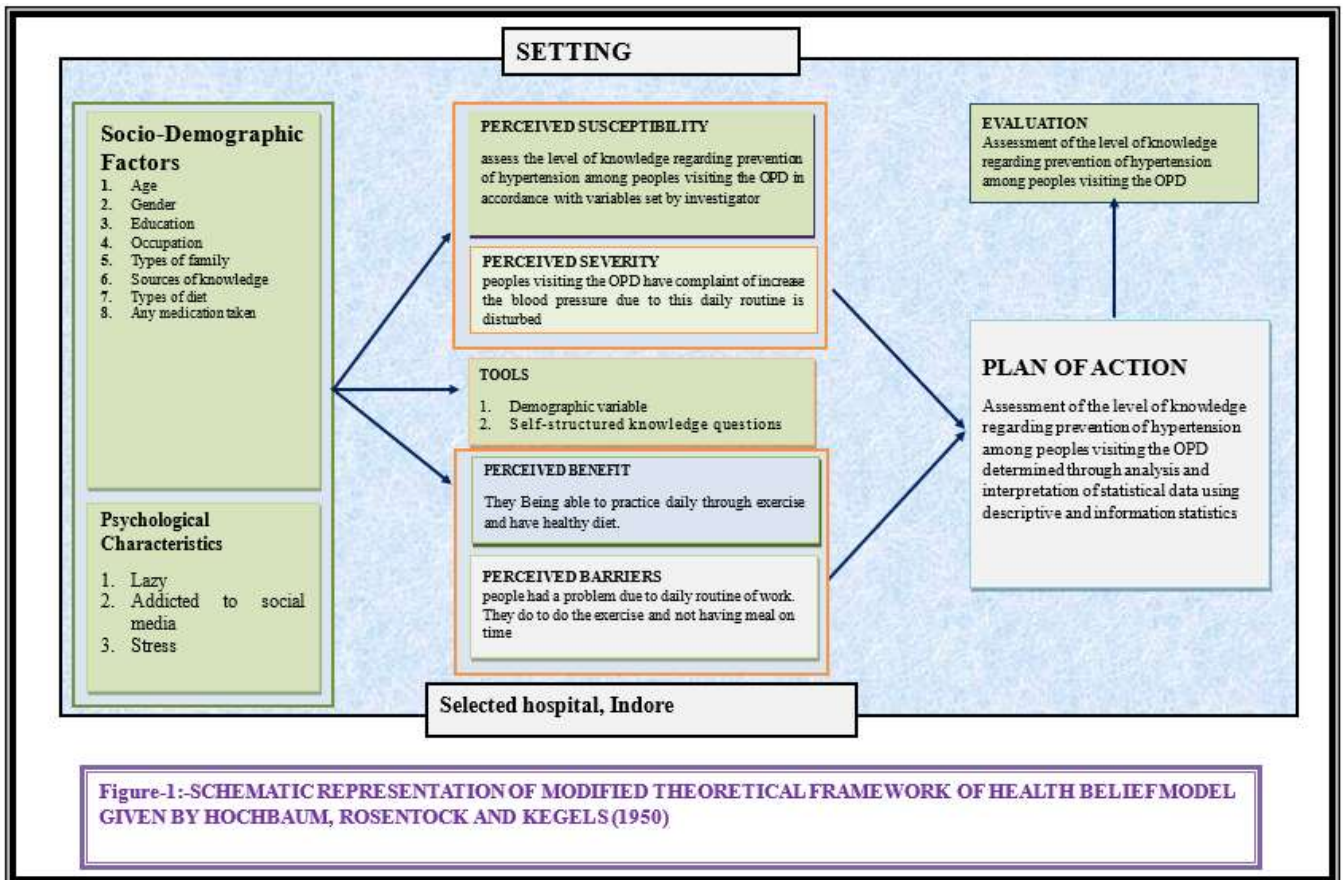 SETTING
Socio-Demographic
Factors
1. Age
2. Gender
3. Education
4. Occupation
5. Types of family
6. Sources of knowledge
7. Types of diet
8. Any medication taken
Psychological
Characteristics
1. Lazy
2. Addicted to social
media
3. Stress
PERCEIVED SUSCEPTIBILITY
assess the level of knowledge regarding prevention
of hypertension among peoples visiting the OPD in
accordance with variables set by investigator
PERCEIVED SEVERITY
peoples visiting the OPD have complaint of increase
the blood pressure due to this daily routine is
disturbed
TOOLS
1. Demographic variable
2. Self-structured knowledge questions
PERCEIVED BENEFIT
They Being able to practice daily through exercise
and have healthy diet.
PERCEIVED BARRIERS
people had a problem due to daily routine of work.
They do to do the exercise and not having meal on
time
EVALUATION
Assessment of the level of knowledge
regarding prevention of hypertension
among peoples visiting the OPD
PLAN OF ACTION
Assessment of the level of knowledge
regarding prevention of hypertension
among peoples visiting the OPD
determined through analysis and
interpretation of statistical data using
descriptive and information statistics
Selected hospital, Indore
Figure-1:-SCHEMATIC REPRESENTATION OF MODIFIED THEORETICAL FRAMEWORK OF HEALTH BELIEF MODEL
GIVEN BY HOCHBAUM, ROSENTOCK AND KEGELS (1950)